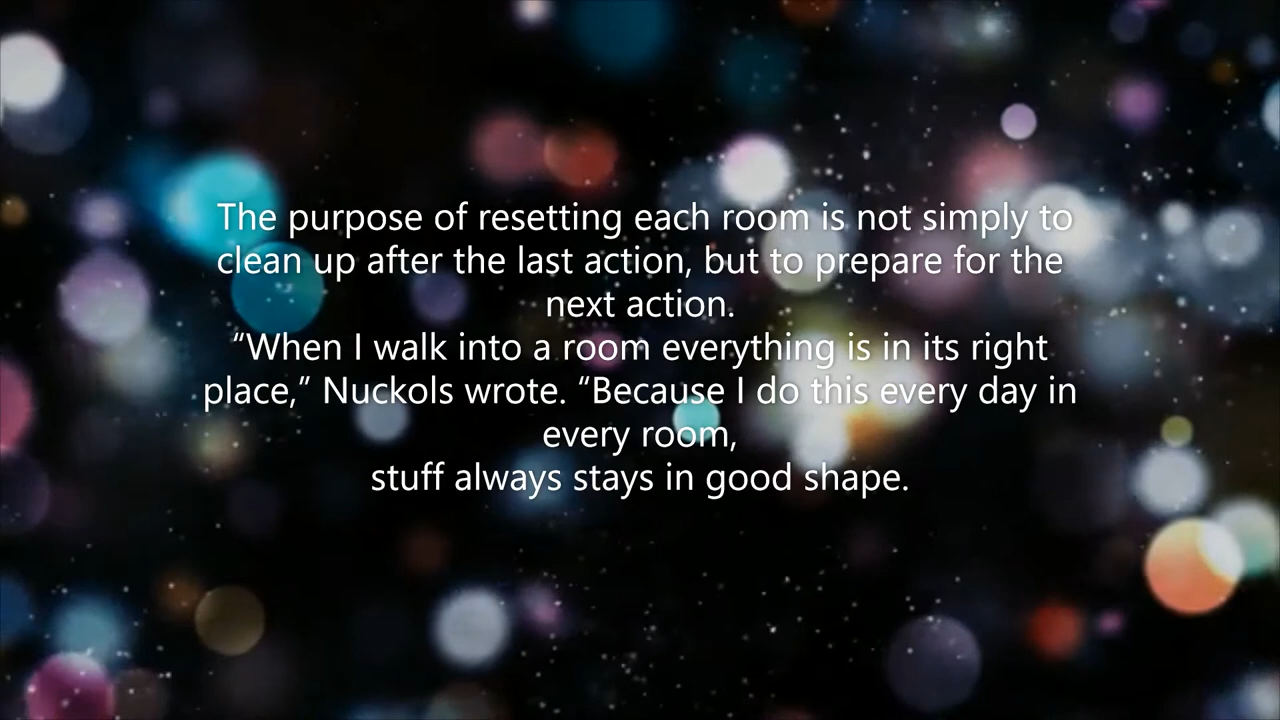 The purpose of resetting each room is not simply to
clean up after the last action, but to prepare for the
next action.
“When I walk into a room everything is in its right
place,” Nuckols wrote. “Because I do this every day in
every room,
stuff always stays in good shape.